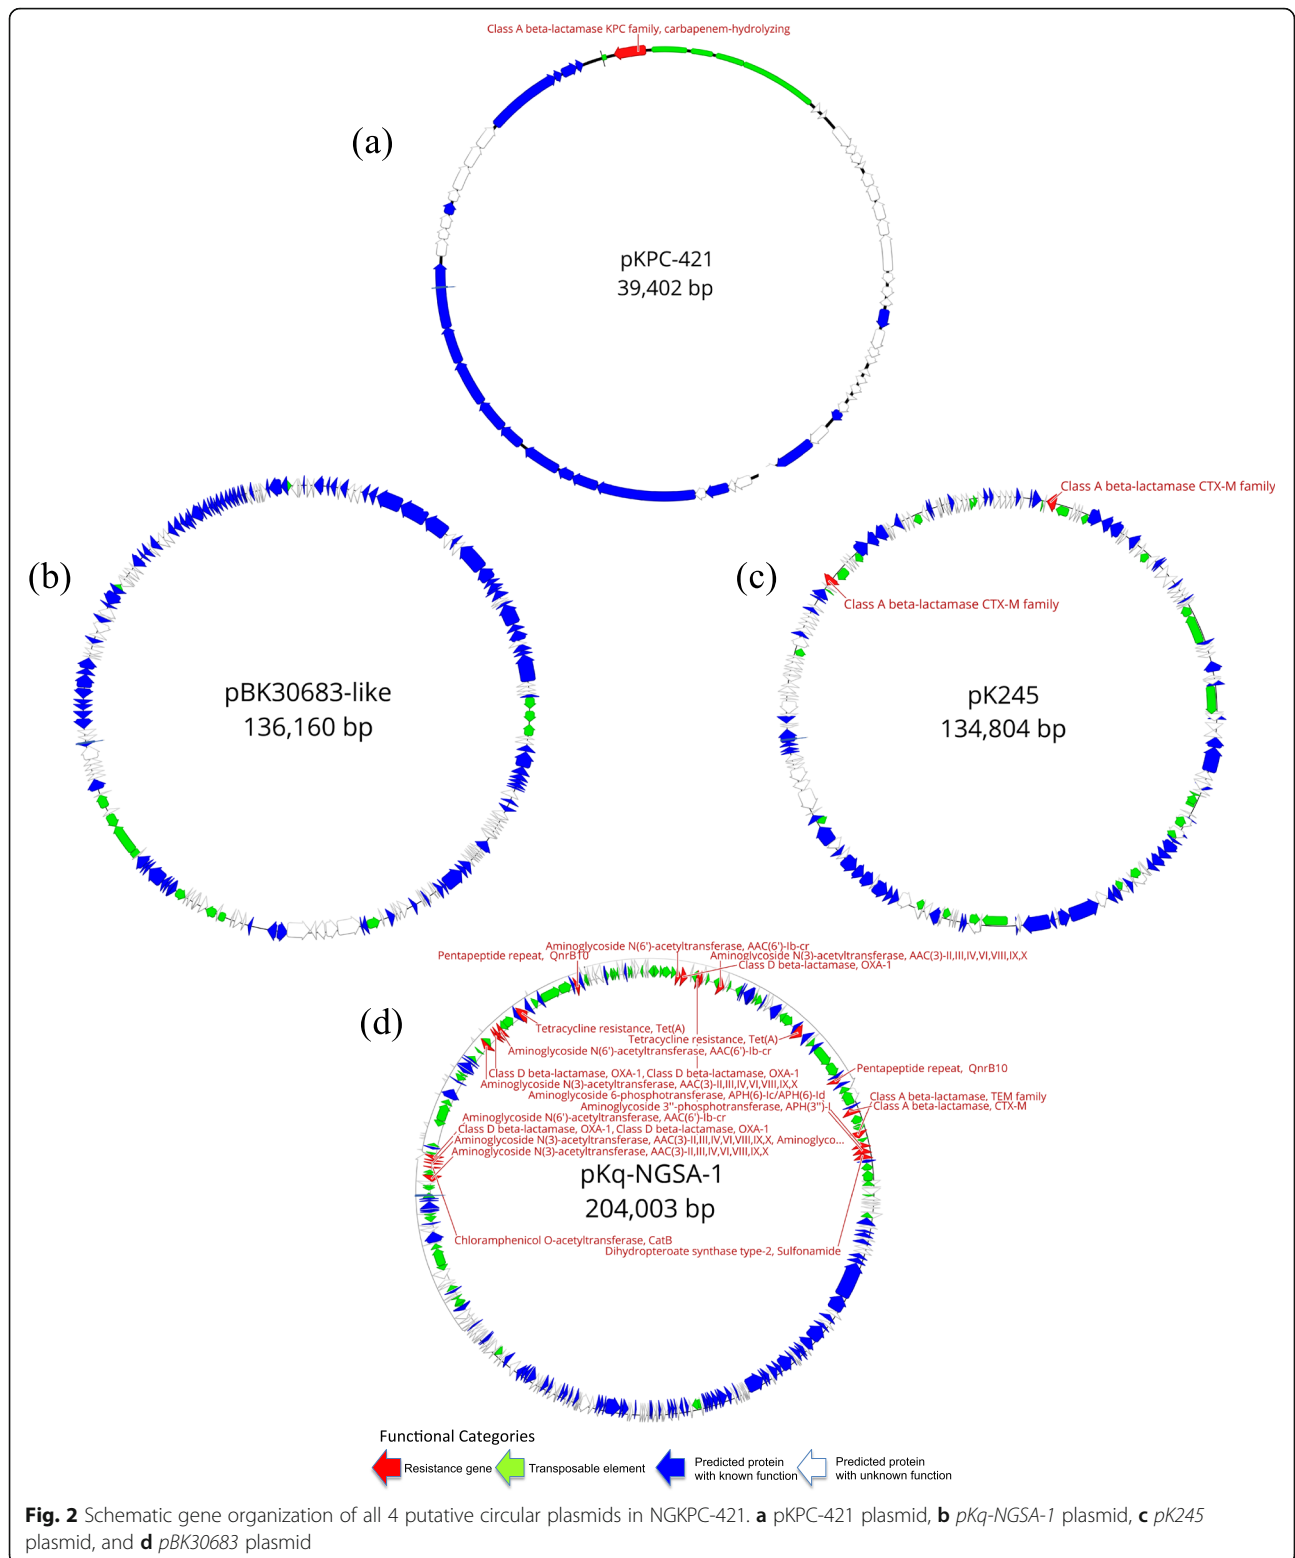 Class A beta-lactamase KPC family, carbapenem-hydrolyzing
(a)
pKPC-421
39,402 bp
(b)
pBK30683-like
136,160 bp
(c)
Class A beta-lactamase CTX-M family
Class A beta-lactamase CTX-M family
pK245
134,804 bp
(d)
Aminoglycoside N(6')-acetyltransferase, AAC(6')-Ib-cr
Pentapeptide repeat, QnrB10
Aminoglycoside N(3)-acetyltransferase, AAC(3)-II,III,IV,VI,VIII,IX,X
Class D beta-lactamase, OXA-1
Tetracycline resistance, Tet(A)
Tetracycline resistance, Tet(A)
Aminoglycoside N(6')-acetyltransferase, AAC(6')-Ib-cr
Pentapeptide repeat, QnrB10
Class D beta-lactamase, OXA-1, Class D beta-lactamase, OXA-1
Aminoglycoside N(3)-acetyltransferase, AAC(3)-II,III,IV,VI,VIII,IX,X
Aminoglycoside 6-phosphotransferase, APH(6)-Ic/APH(6)-Id
Class A beta-lactamase, TEM family
Class A beta-lactamase, CTX-M
Aminoglycoside 3''-phosphotransferase, APH(3'')-I
Aminoglycoside N(6')-acetyltransferase, AAC(6')-Ib-cr
Class D beta-lactamase, OXA-1, Class D beta-lactamase, OXA-1
Aminoglycoside N(3)-acetyltransferase, AAC(3)-II,III,IV,VI,VIII,IX,X, Aminoglyco...
Aminoglycoside N(3)-acetyltransferase, AAC(3)-II,III,IV,VI,VIII,IX,X
pKq-NGSA-1
204,003 bp
Chloramphenicol O-acetyltransferase, CatB
Dihydropteroate synthase type-2, Sulfonamide
Functional Categories
Resistance gene
Transposable element
Predicted protein
with known function
Predicted protein
with unknown function
Fig. 2 Schematic gene organization of all 4 putative circular plasmids in NGKPC-421. a pKPC-421 plasmid, b pKq-NGSA-1 plasmid, c pK245
plasmid, and d pBK30683 plasmid